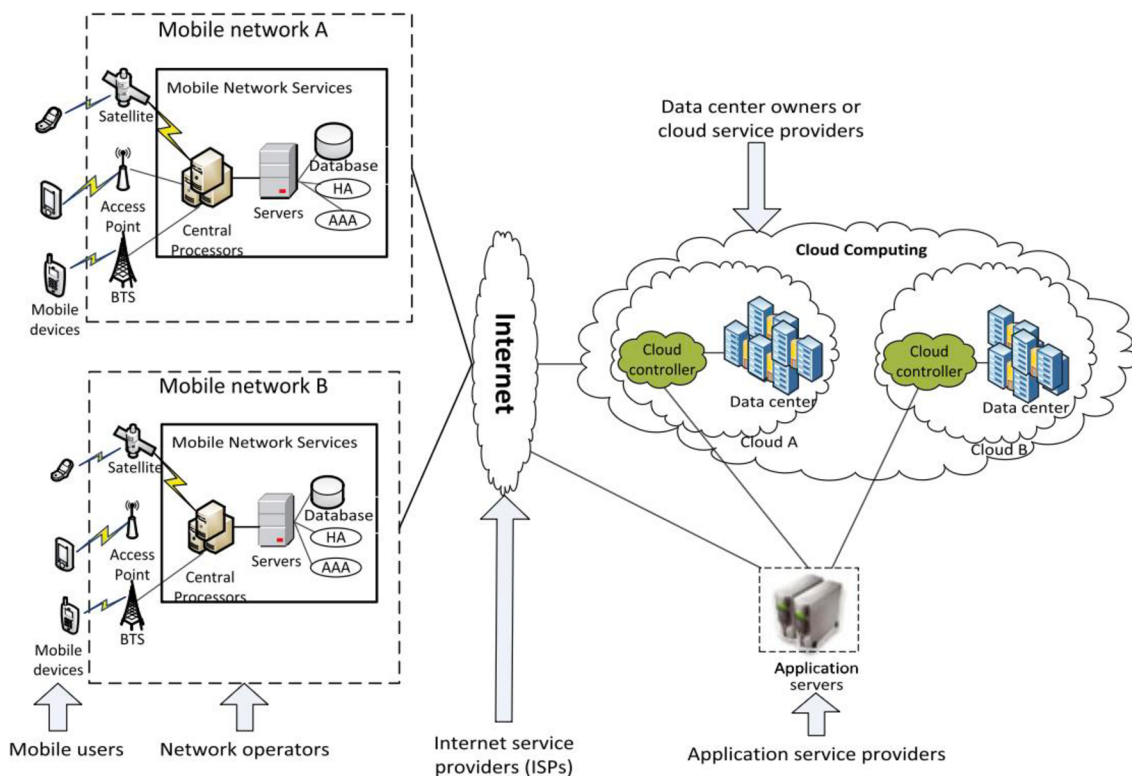 Mobile network A
Mobile Network Services
Satellite
Database
HA
AAA
Access
Point
Servers
Central
Processors
BTS
Mobile
devices
Mobile network B
Mobile Network Services
Satellite
Database
HA
AAA
Access
Point
Servers
Central
Processors
BTS
Mobile
devices
Mobile users
Network operators
Internet
Internet service
providers (ISPs)
Data center owners or
cloud service providers
Cloud Computing
Cloud
controller
Data center
Cloud A
Cloud
controller
Data center
Cloud B
Application
servers
Application service providers